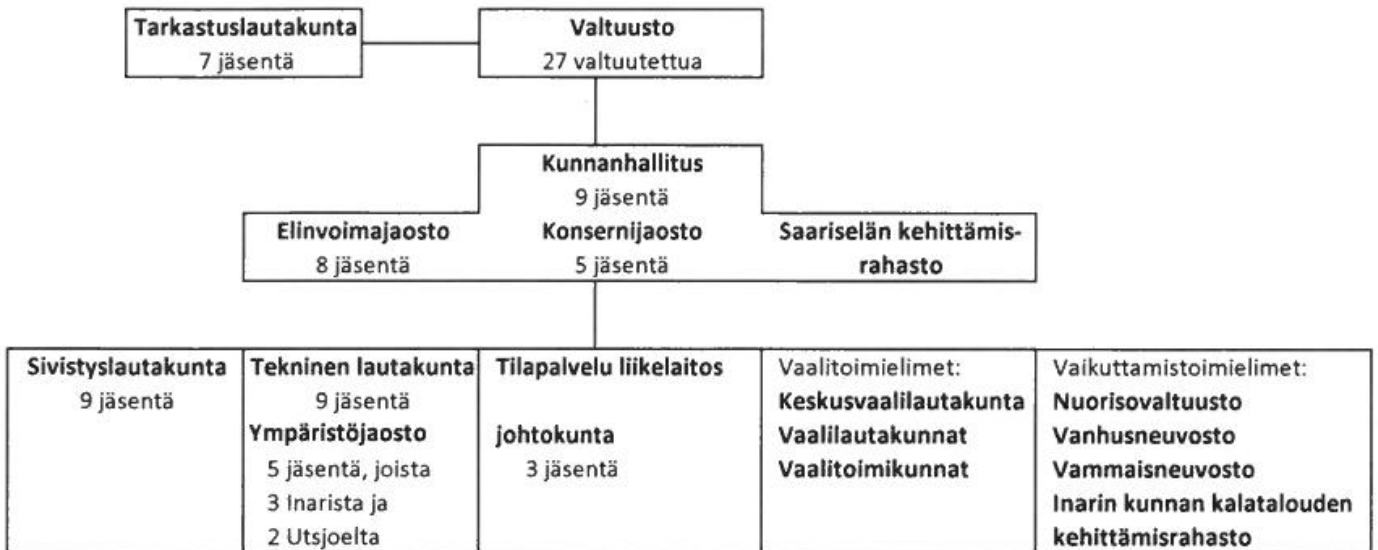 Tarkastuslautakunta
7 jäsentä
Valtuusto
27 valtuutettua
Kunnanhallitus
9 jäsentä
Elinvoimajaosto
8 jäsentä
Konsernijaosto
5 jäsentä
Saariselän kehittämis-
rahasto
Sivistyslautakunta
9 jäsentä
Tekninen lautakunta
9 jäsentä
Ympäristöjaosto
5 jäsentä, joista
3 Inarista ja
2 Utsjoelta
Tilapalvelu liikelaitos
johtokunta
3 jäsentä
Vaalitoimielimet:
Keskusvaalilautakunta
Vaalilautakunnat
Vaalitoimikunnat
Vaikuttamistoimielimet:
Nuorisovaltuusto
Vanhusneuvosto
Vammaisneuvosto
Inarin kunnan kalatalouden
kehittämisrahasto